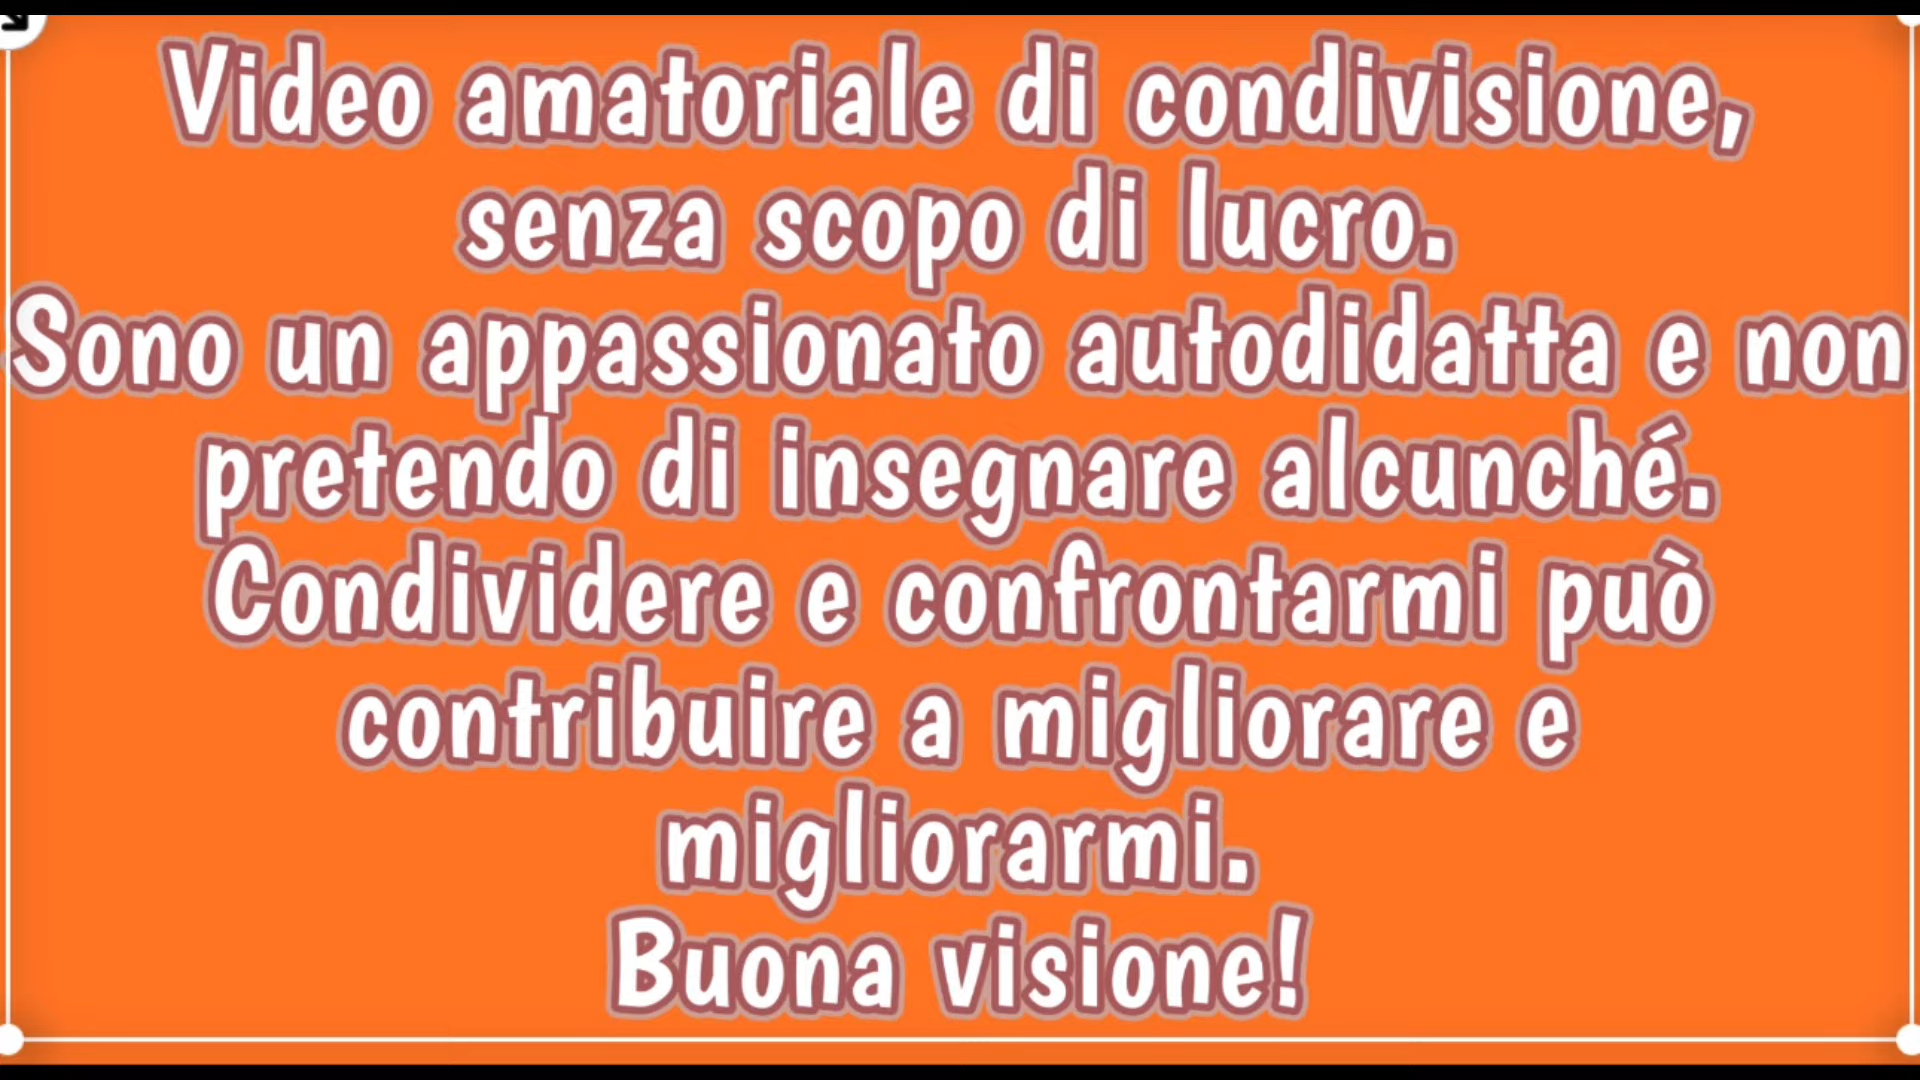 Video amatoriale di condivisione,
senza scopo di lucro.
Sono un appassionato autodidatta e non
pretendo di insegnare alcunché.
Condividere e confrontarmi può
contribuire a migliorare e
migliorarmi.
Buona visione!